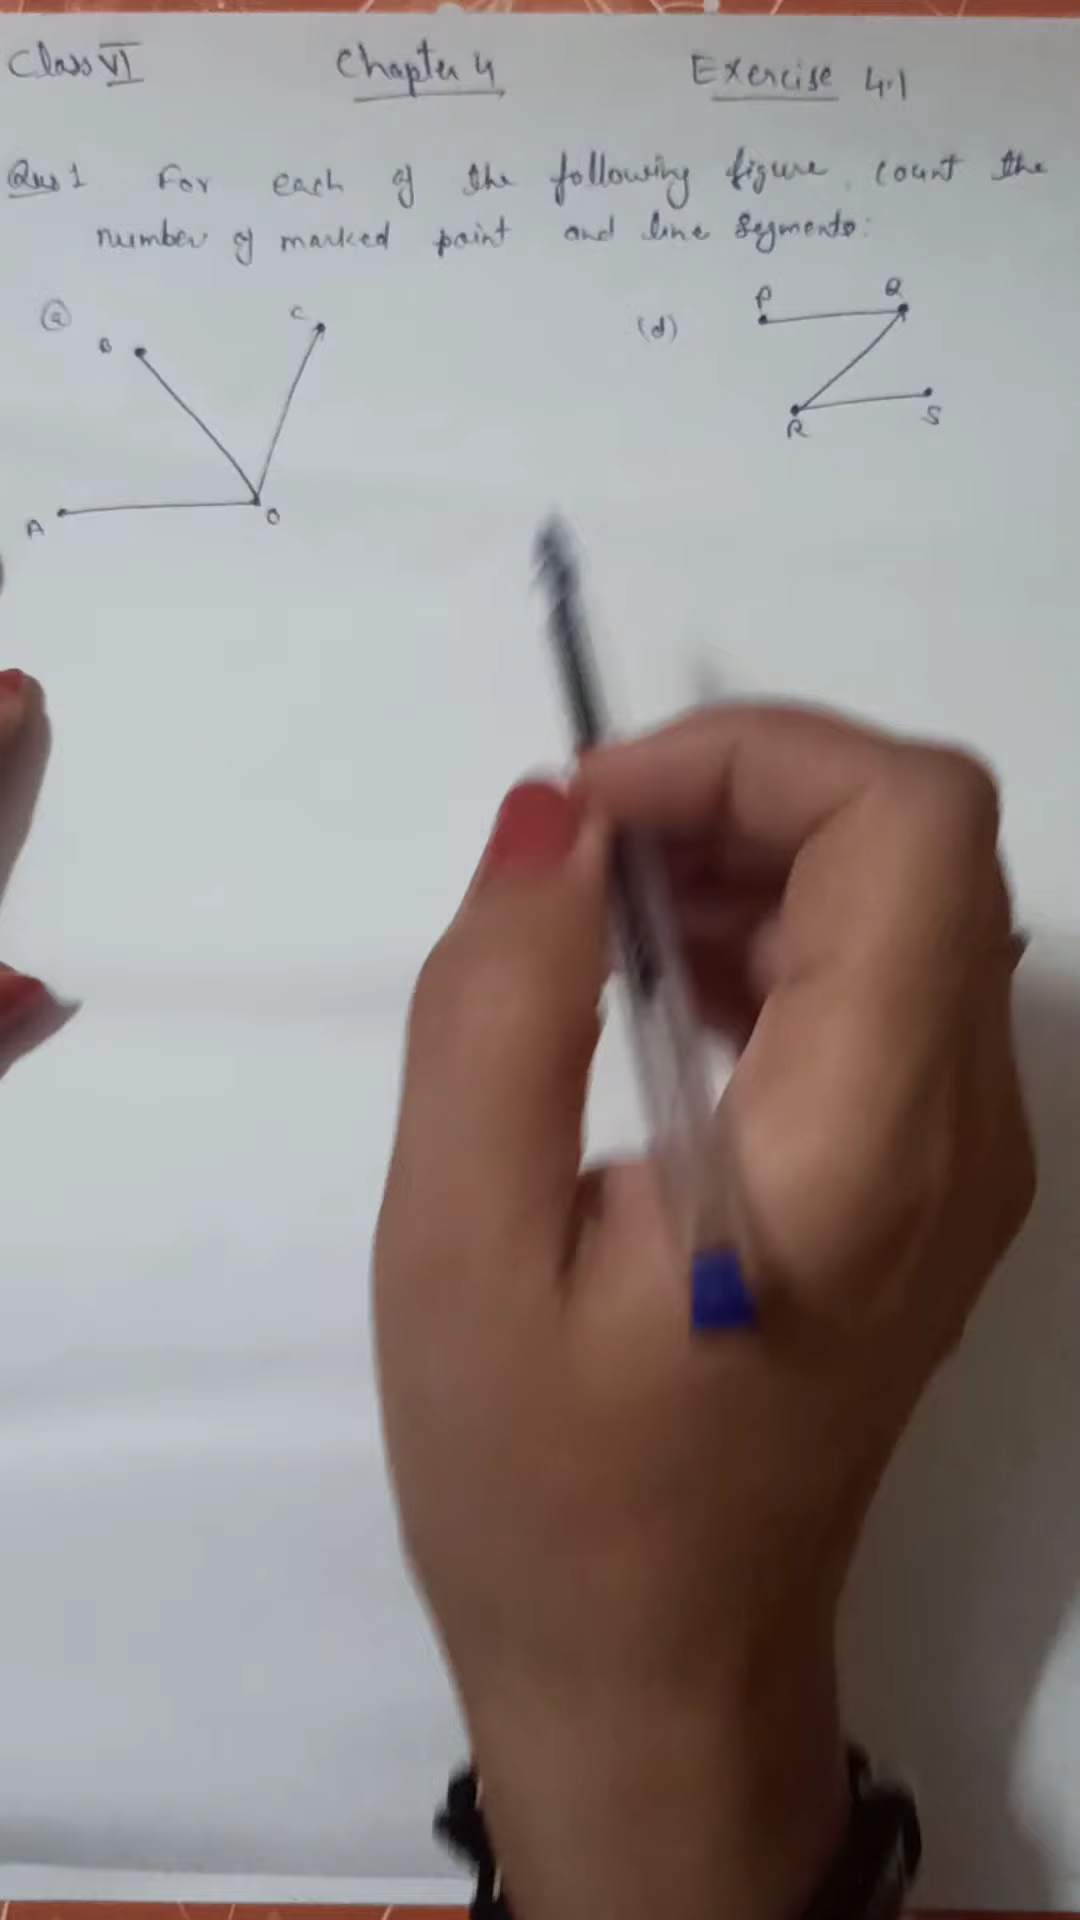 Class VI Chapter 4 Exercise 4.1
Ques 1 For each of the following figure, count the
number of marked point and line segments:
(a) B C
A O
(d) P Q
R S